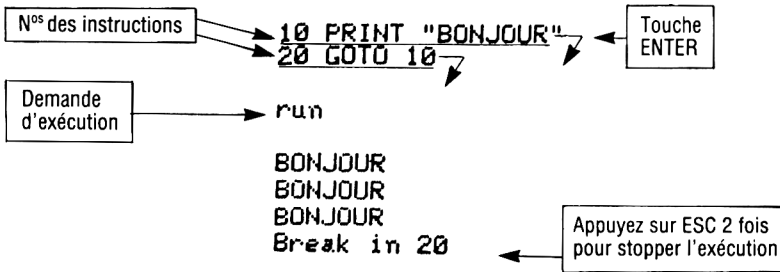 Nos des instructions
10 PRINT "BONJOUR"
Touche
ENTER
20 GOTO 10
Demande
d'exécution
run
BONJOUR
BONJOUR
BONJOUR
Break in 20
Appuyez sur ESC 2 fois
pour stopper l'exécution